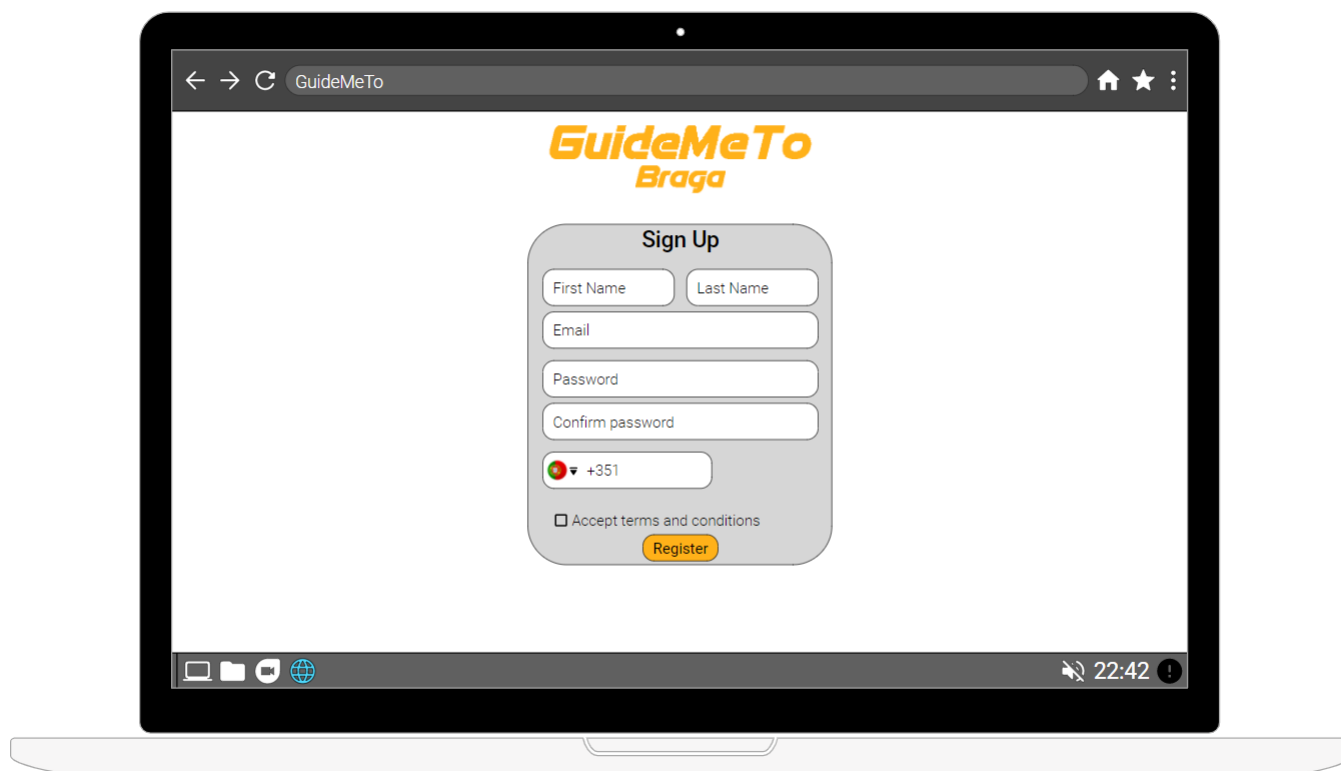 GuideMeTo
GuideMeTo
Braga
Sign Up
First Name Last Name
Email
Password
Confirm password
+351
Accept terms and conditions
Register
22:42